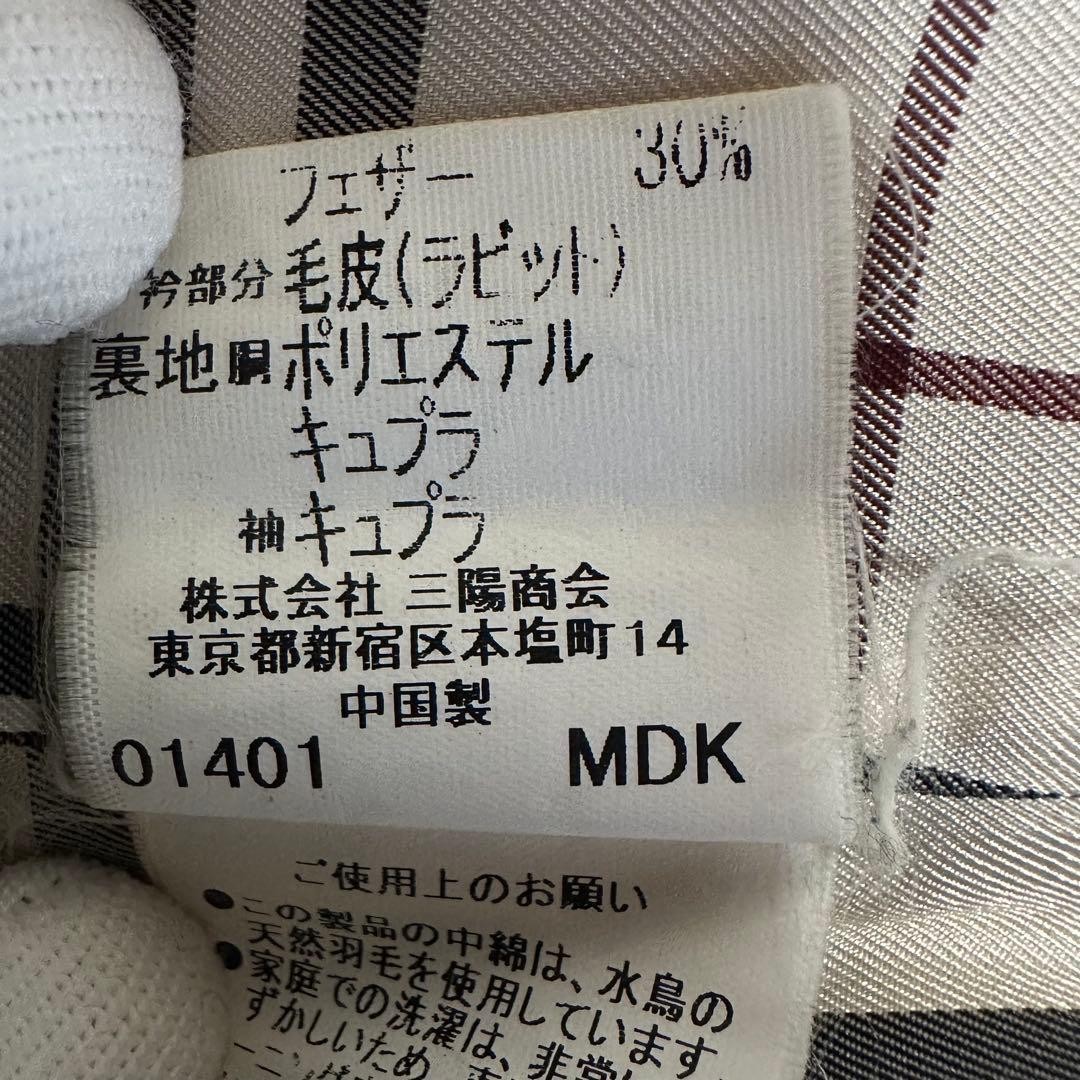 フェザー 30%
衿部分 毛皮(ラビット)
裏地 胴 ポリエステル
キュプラ
袖 キュプラ
株式会社 三陽商会
東京都新宿区本塩町14
中国製
01401 MDK
ご使用上のお願い
●この製品の中綿は、水鳥の
天然羽毛を使用しています
●家庭での洗濯は、非常に
ずかしいため